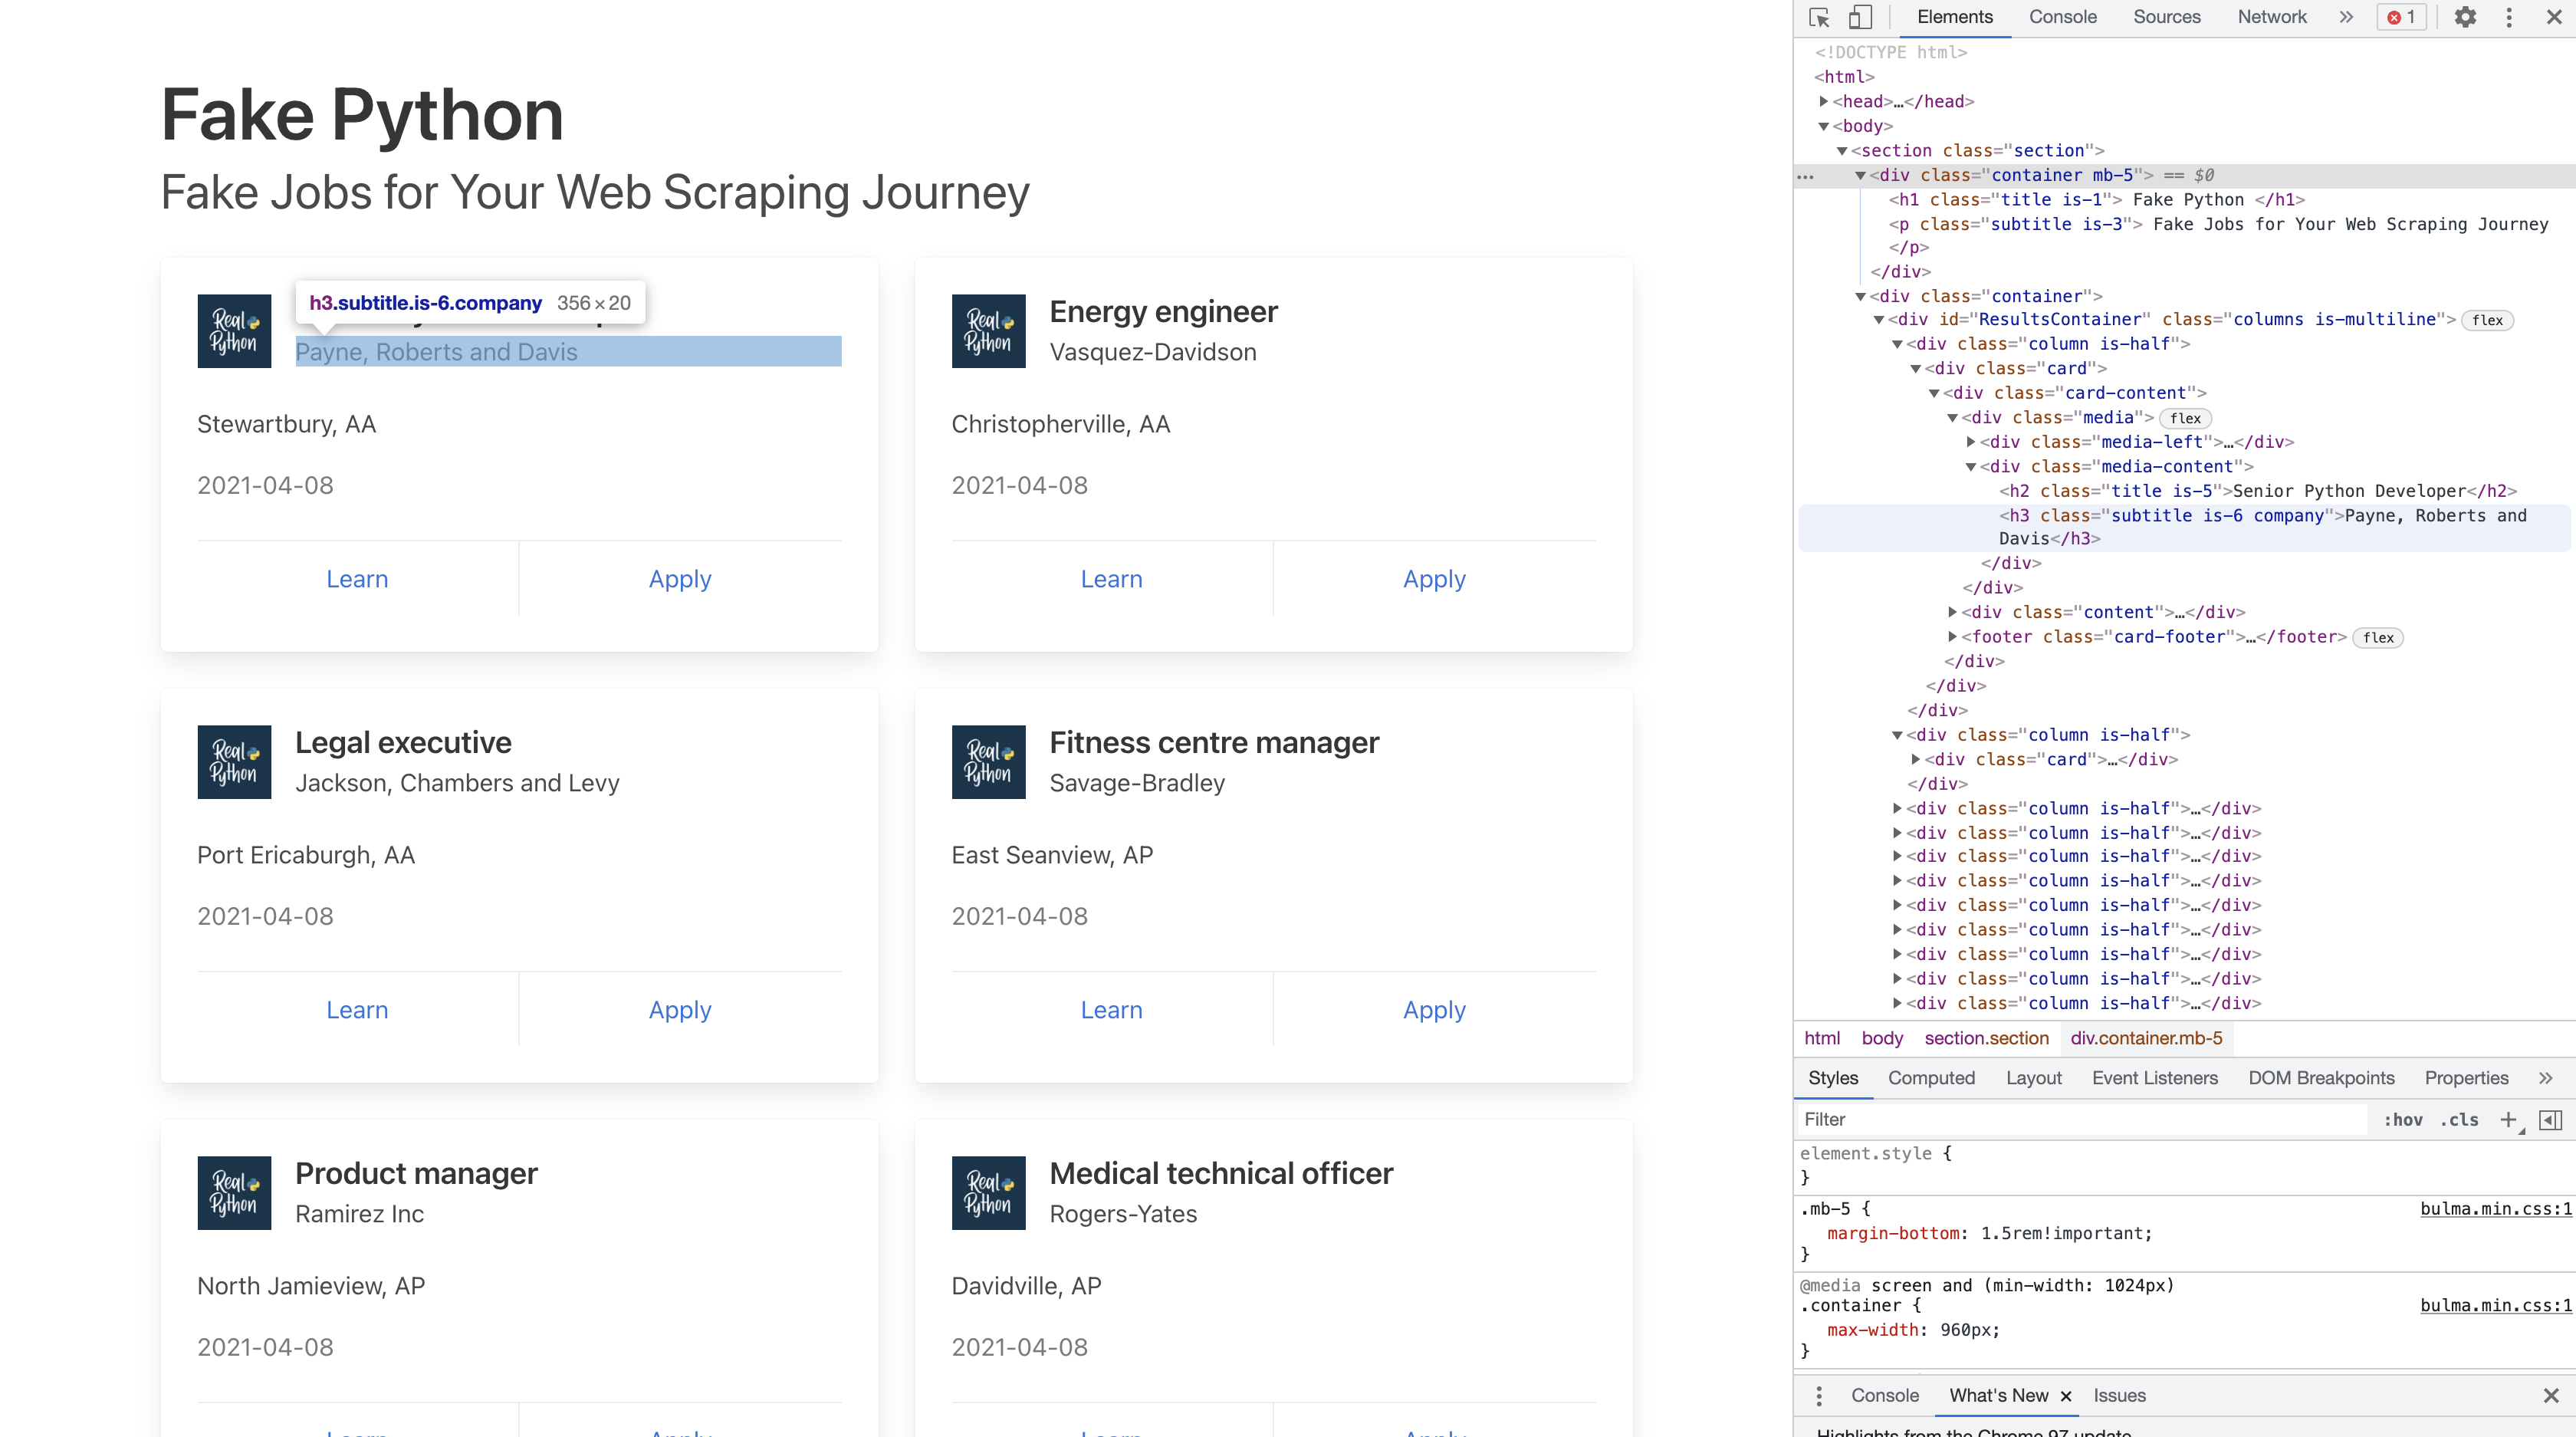 Fake Python
Fake Jobs for Your Web Scraping Journey
Real Python
h3.subtitle.is-6.company 356 × 20
Payne, Roberts and Davis
Stewartbury, AA
2021-04-08
Learn
Apply
Real Python
Energy engineer
Vasquez-Davidson
Christopherville, AA
2021-04-08
Learn
Apply
Real Python
Legal executive
Jackson, Chambers and Levy
Port Ericaburgh, AA
2021-04-08
Learn
Apply
Real Python
Fitness centre manager
Savage-Bradley
East Seanview, AP
2021-04-08
Learn
Apply
Real Python
Product manager
Ramirez Inc
North Jamieview, AP
2021-04-08
Learn
Apply
Real Python
Medical technical officer
Rogers-Yates
Davidville, AP
2021-04-08
Learn
Apply
Elements Console Sources Network » 1
<!DOCTYPE html>
<html>
<head>…</head>
<body>
<section class="section">
… <div class="container mb-5"> == $0
<h1 class="title is-1"> Fake Python </h1>
<p class="subtitle is-3"> Fake Jobs for Your Web Scraping Journey
</p>
</div>
<div class="container">
<div id="ResultsContainer" class="columns is-multiline"> flex
<div class="column is-half">
<div class="card">
<div class="card-content">
<div class="media"> flex
<div class="media-left">…</div>
<div class="media-content">
<h2 class="title is-5">Senior Python Developer</h2>
<h3 class="subtitle is-6 company">Payne, Roberts and
Davis</h3>
</div>
</div>
<div class="content">…</div>
<footer class="card-footer">…</footer> flex
</div>
</div>
</div>
<div class="column is-half">
<div class="card">…</div>
</div>
<div class="column is-half">…</div>
<div class="column is-half">…</div>
<div class="column is-half">…</div>
<div class="column is-half">…</div>
<div class="column is-half">…</div>
<div class="column is-half">…</div>
<div class="column is-half">…</div>
<div class="column is-half">…</div>
<div class="column is-half">…</div>
html body section.section div.container.mb-5
Styles Computed Layout Event Listeners DOM Breakpoints Properties »
Filter :hov .cls +
element.style {
}
.mb-5 { bulma.min.css:1
margin-bottom: 1.5rem!important;
}
@media screen and (min-width: 1024px)
.container { bulma.min.css:1
max-width: 960px;
}
Console What's New × Issues
Highlights from the Chrome 97 update